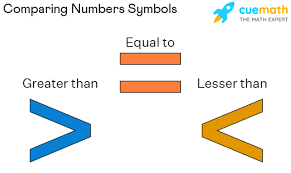 Comparing Numbers Symbols
cuemath
THE MATH EXPERT
Equal to
=
Greater than
Lesser than
> <